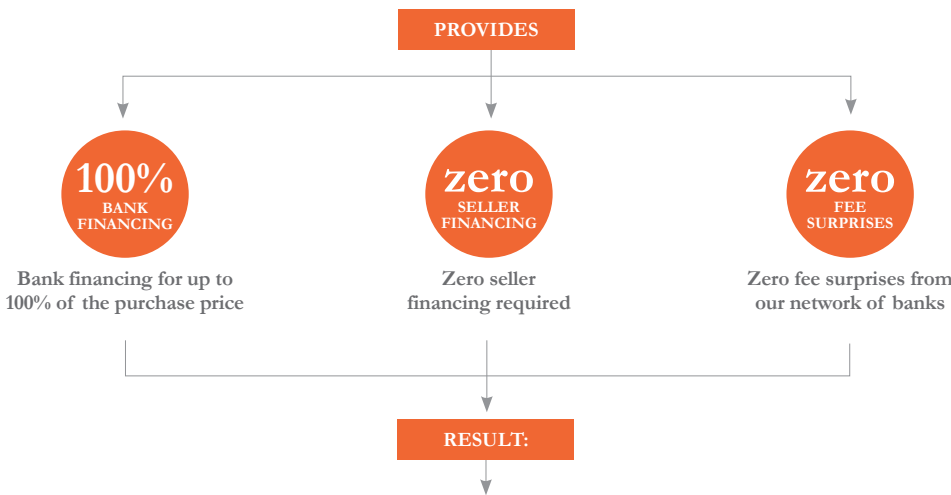 PROVIDES
100%
BANK
FINANCING
Bank financing for up to
100% of the purchase price
zero
SELLER
FINANCING
Zero seller
financing required
zero
FEE
SURPRISES
Zero fee surprises from
our network of banks
RESULT: